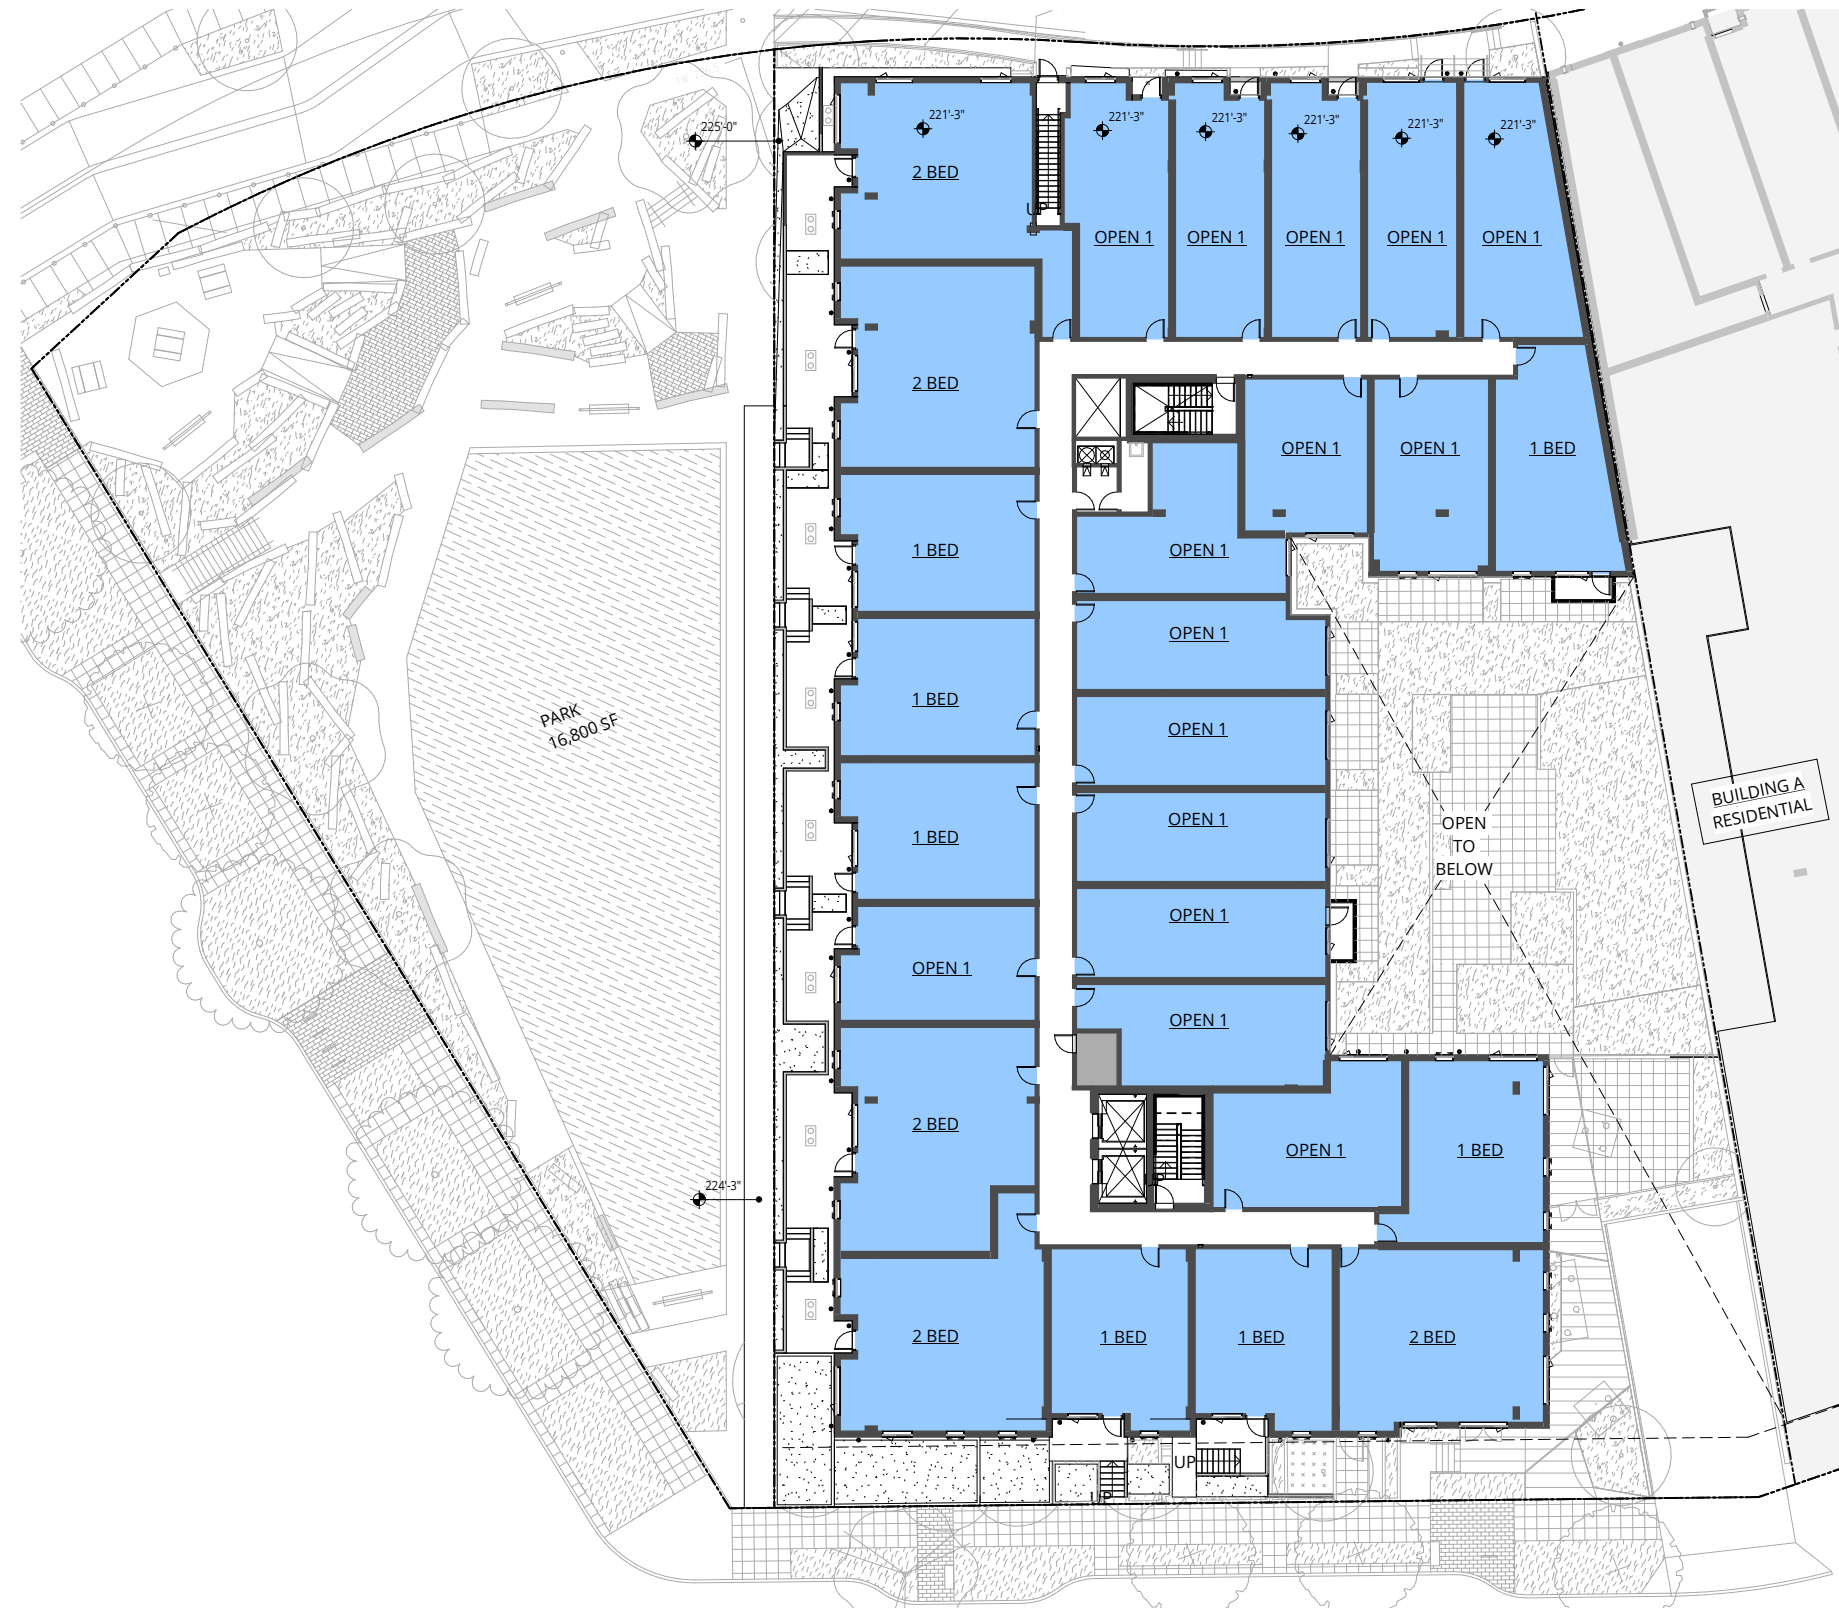 221'-3"
221'-3"
221'-3"
221'-3"
221'-3"
221'-3"
225'-0"
2 BED
UP
OPEN 1
OPEN 1
OPEN 1
OPEN 1
OPEN 1
2 BED
OPEN 1
OPEN 1
1 BED
1 BED
OPEN 1
OPEN 1
1 BED
PARK
16,800 SF
OPEN 1
BUILDING A
RESIDENTIAL
1 BED
OPEN 1
OPEN
TO
BELOW
OPEN 1
OPEN 1
OPEN 1
2 BED
OPEN 1
1 BED
224'-3"
2 BED
1 BED
1 BED
2 BED
UP
UP